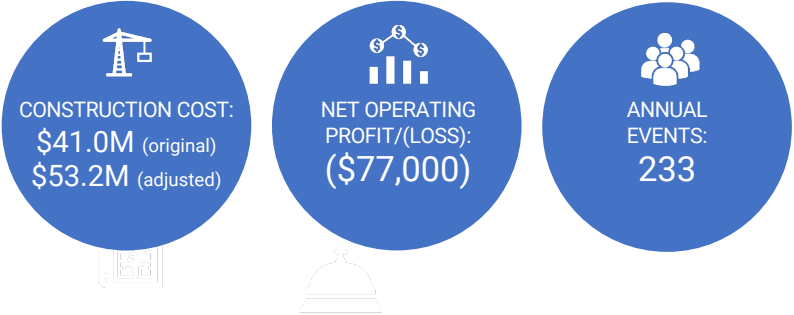 CONSTRUCTION COST:
$41.0M (original)
$53.2M (adjusted)
NET OPERATING
PROFIT/(LOSS):
($77,000)
ANNUAL
EVENTS:
233